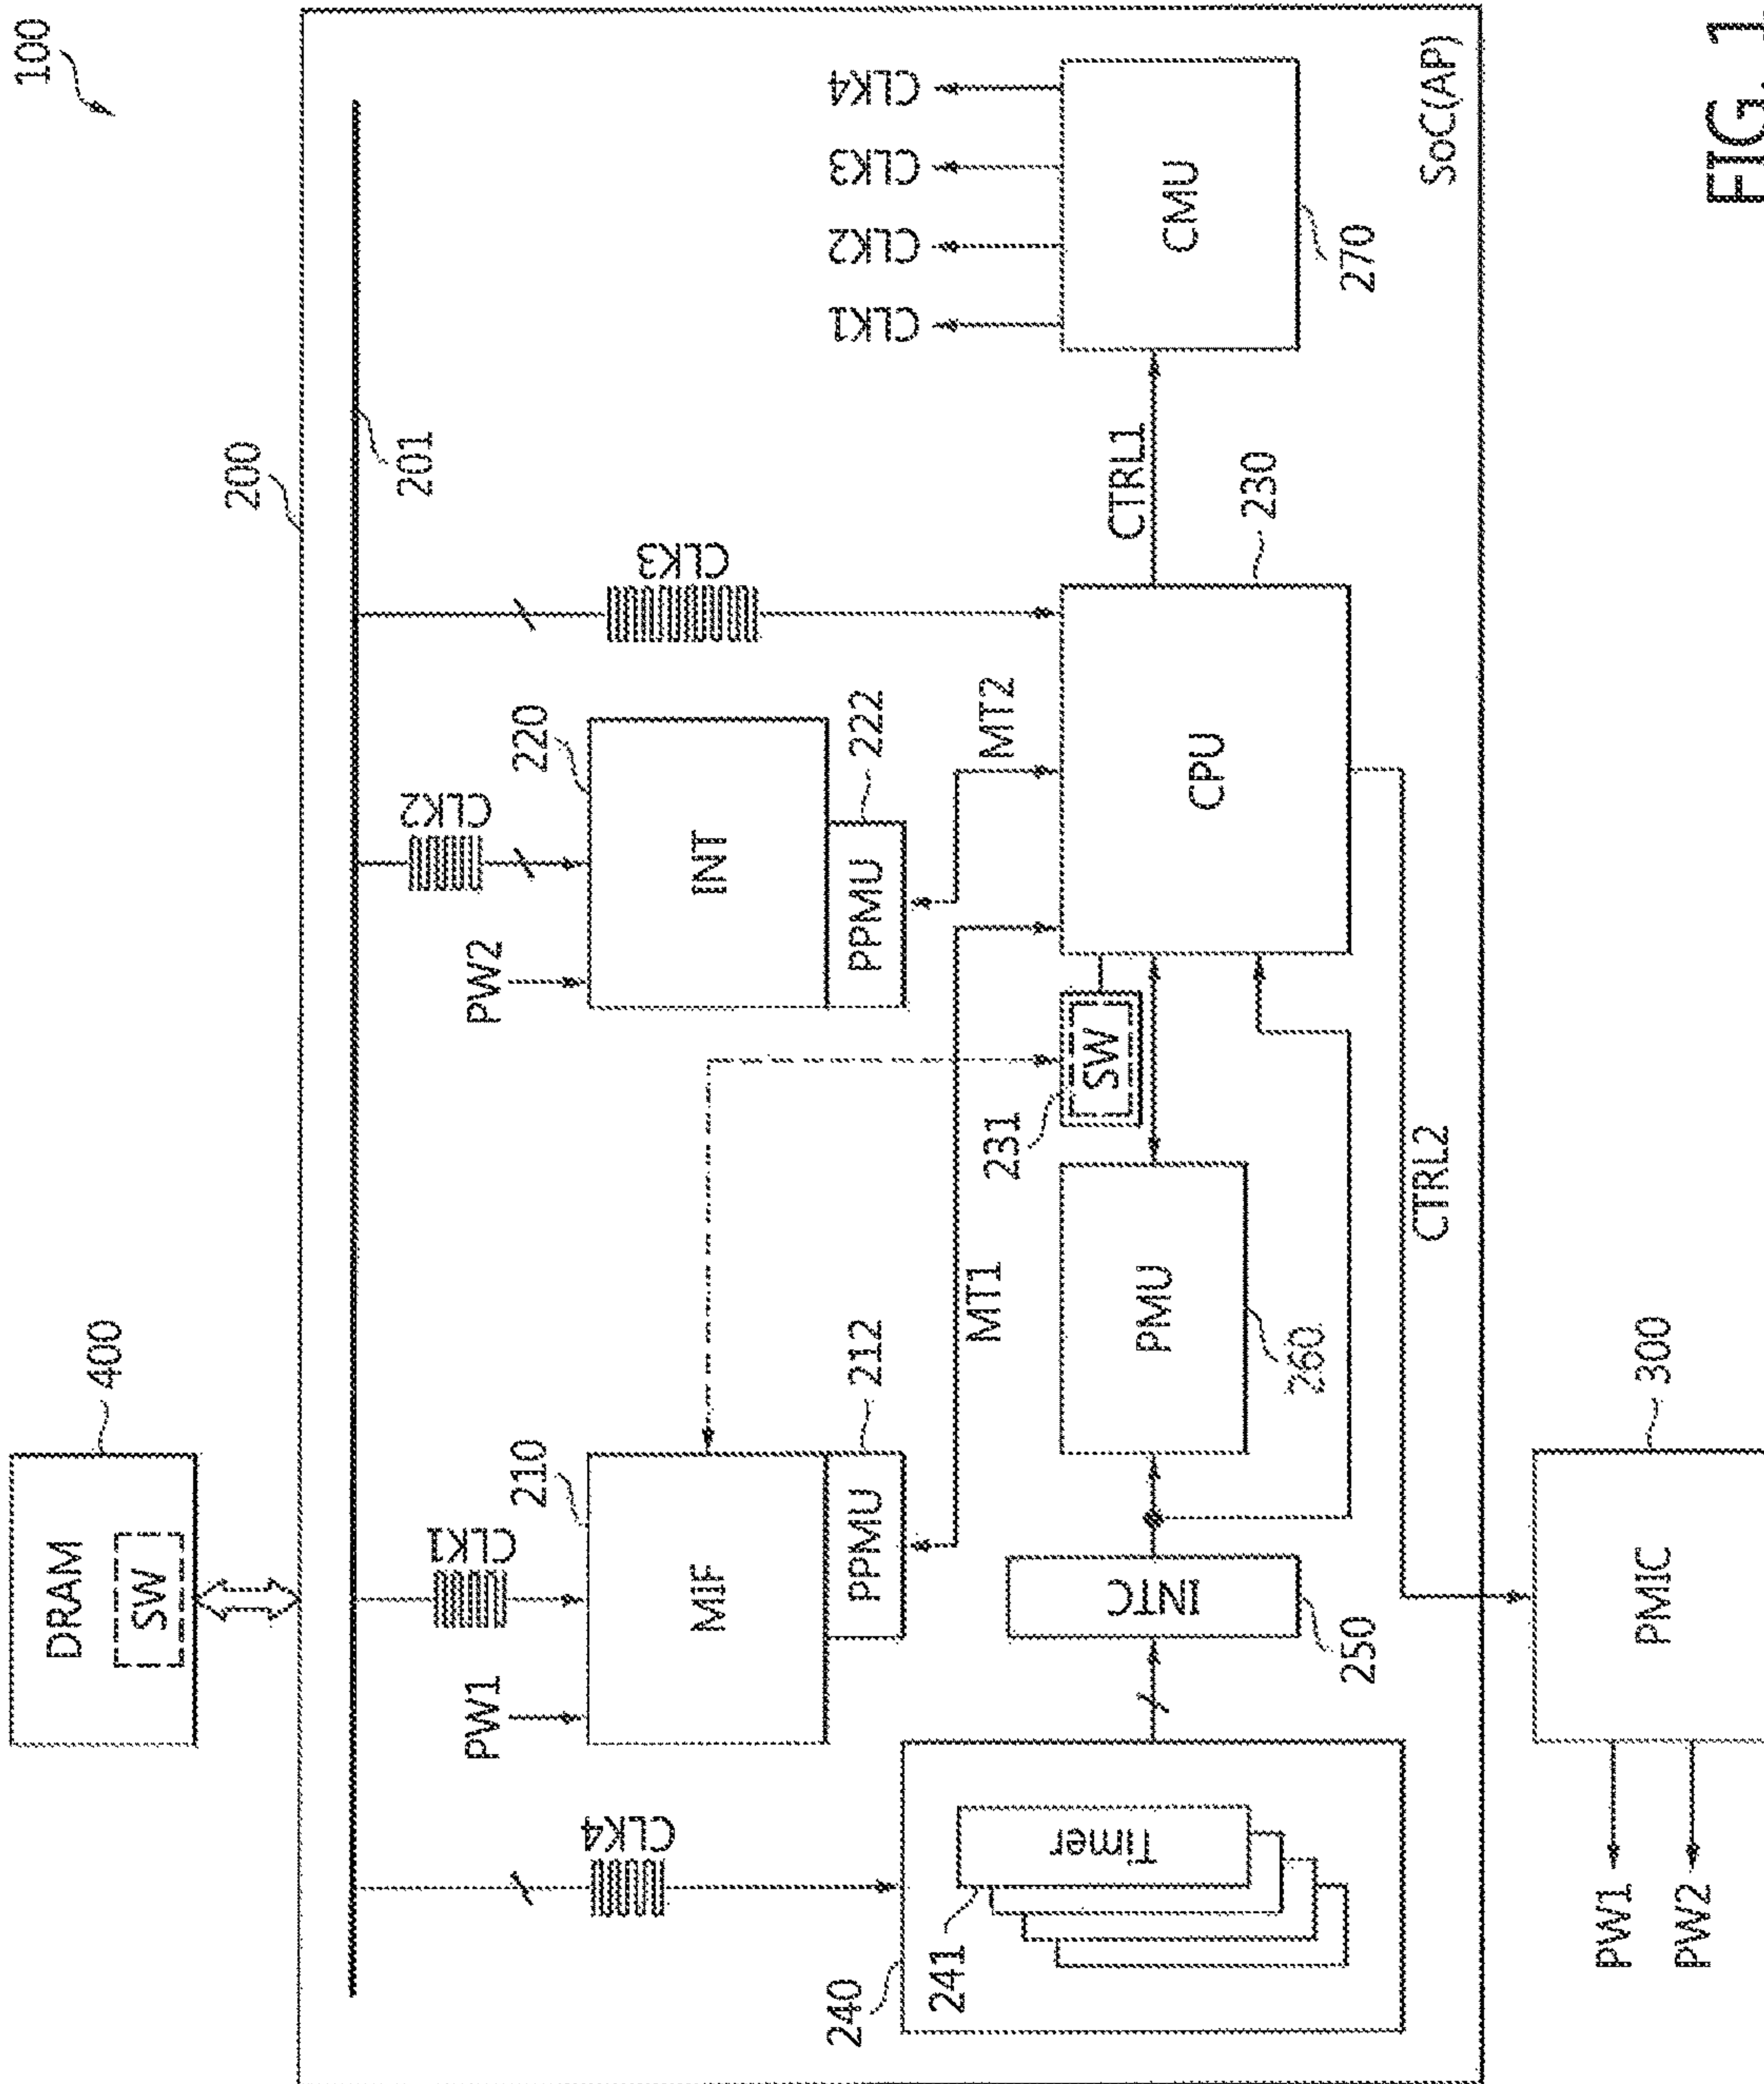 100
DRAM
SW
400
200
201
CLK4
CLK1
CLK2
CLK3
PW1
210
MIF
PPMU
212
PW2
220
INT
PPMU
222
CLK1
CLK2
CLK3
CLK4
MT1
MT2
240
241
Timer
INTC
250
PMU
260
231
SW
CPU
230
CTRL1
CMU
270
CTRL2
SoC(AP)
PMIC
300
PW1
PW2
FIG. 1